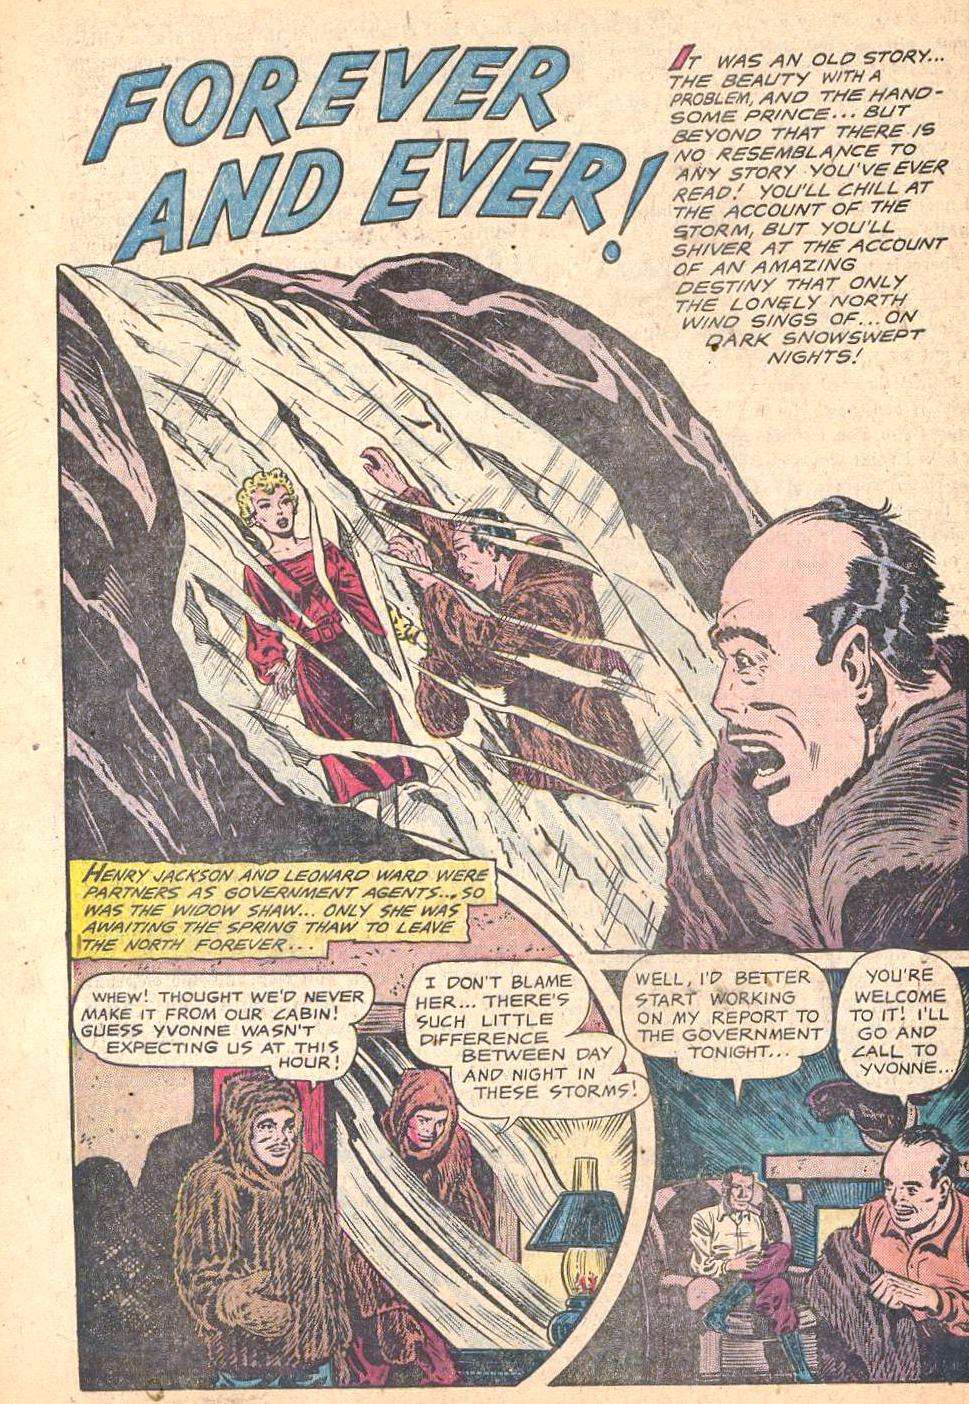 FOREVER
AND EVER!
IT WAS AN OLD STORY...
THE BEAUTY WITH A
PROBLEM, AND THE HAND-
SOME PRINCE... BUT
BEYOND THAT THERE IS
NO RESEMBLANCE TO
ANY STORY YOU'VE EVER
READ! YOU'LL CHILL AT
THE ACCOUNT OF THE
STORM, BUT YOU'LL
SHIVER AT THE ACCOUNT
OF AN AMAZING
DESTINY THAT ONLY
THE LONELY NORTH
WIND SINGS OF... ON
DARK SNOWSWEPT
NIGHTS!
HENRY JACKSON AND LEONARD WARD WERE
PARTNERS AS GOVERNMENT AGENTS... SO
WAS THE WIDOW SHAW... ONLY SHE WAS
AWAITING THE SPRING THAW TO LEAVE
THE NORTH FOREVER...
WHEW! THOUGHT WE'D NEVER
MAKE IT FROM OUR CABIN!
GUESS YVONNE WASN'T
EXPECTING US AT THIS
HOUR!
I DON'T BLAME
HER... THERE'S
SUCH LITTLE
DIFFERENCE
BETWEEN DAY
AND NIGHT IN
THESE STORMS!
WELL, I'D BETTER
START WORKING
ON MY REPORT TO
THE GOVERNMENT
TONIGHT...
YOU'RE
WELCOME
TO IT! I'LL
GO AND
CALL TO
YVONNE...